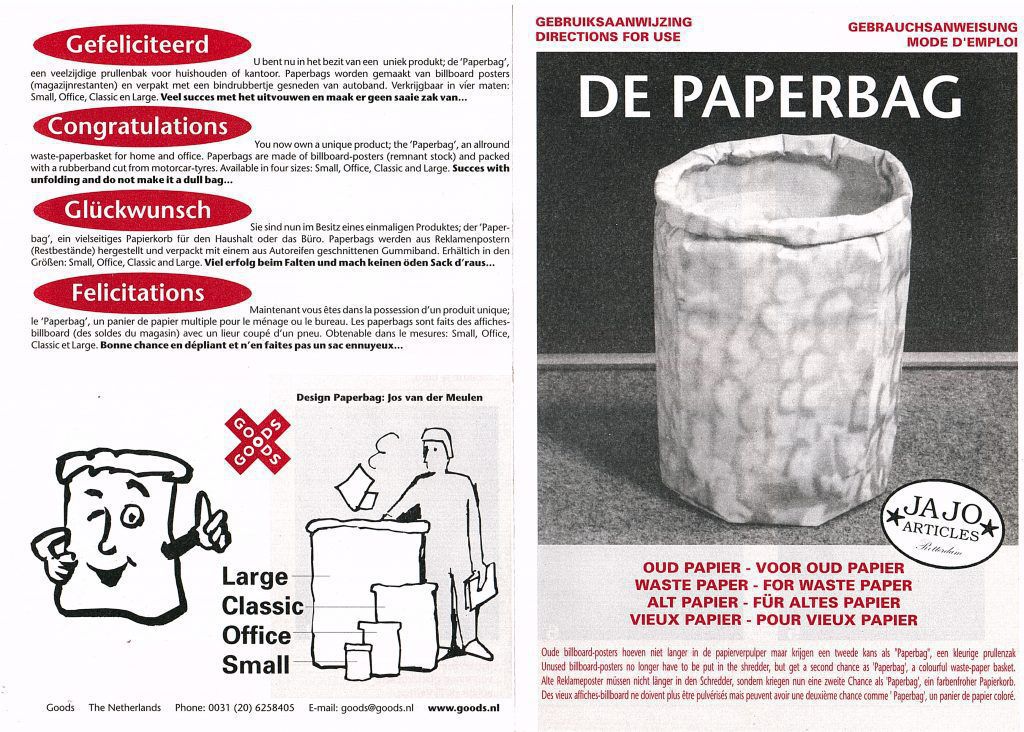 Gefeliciteerd
U bent nu in het bezit van een uniek produkt; de 'Paperbag',
een veelzijdige prullenbak voor huishouden of kantoor. Paperbags worden gemaakt van billboard posters
(magazijnrestanten) en verpakt met een bindrubbertje gesneden van autoband. Verkrijgbaar in vier maten:
Small, Office, Classic en Large. Veel succes met het uitvouwen en maak er geen saaie zak van...
Congratulations
You now own a unique product; the 'Paperbag', an allround
waste-paperbasket for home and office. Paperbags are made of billboard-posters (remnant stock) and packed
with a rubberband cut from motorcar-tyres. Available in four sizes: Small, Office, Classic and Large. Succes with
unfolding and do not make it a dull bag...
Glückwunsch
Sie sind nun im Besitz eines einmaligen Produktes; der 'Paper-
bag', ein vielseitiges Papierkorb für den Haushalt oder das Büro. Paperbags werden aus Reklamenpostern
(Restbestände) hergestellt und verpackt mit einem aus Autoreifen geschnittenen Gummiband. Erhältich in den
Größen: Small, Office, Classic and Large. Viel erfolg beim Falten und mach keinen öden Sack d'raus...
Felicitations
Maintenant vous êtes dans la possession d'un produit unique;
le 'Paperbag', un panier de papier multiple pour le ménage ou le bureau. Les paperbags sont faits des affiches-
billboard (des soldes du magasin) avec un lieur coupé d'un pneu. Obtenable dans le mesures: Small, Office,
Classic et Large. Bonne chance en dépliant et n'en faites pas un sac ennuyeux...
Design Paperbag: Jos van der Meulen
GOODS
GOODS
Large
Classic
Office
Small
Goods The Netherlands Phone: 0031 (20) 6258405 E-mail: goods@goods.nl www.goods.nl
GEBRUIKSAANWIJZING
DIRECTIONS FOR USE
GEBRAUCHSANWEISUNG
MODE D'EMPLOI
DE PAPERBAG
JAJO
ARTICLES
Rotterdam
OUD PAPIER - VOOR OUD PAPIER
WASTE PAPER - FOR WASTE PAPER
ALT PAPIER - FÜR ALTES PAPIER
VIEUX PAPIER - POUR VIEUX PAPIER
Oude billboard-posters hoeven niet langer in de papierverpulper maar krijgen een tweede kans als "Paperbag", een kleurige prullenzak
Unused billboard-posters no longer have to be put in the shredder, but get a second chance as 'Paperbag', a colourful waste-paper basket.
Alte Reklameposter müssen nicht länger in den Schredder, sondern kriegen nun eine zweite Chance als 'Paperbag', ein farbenfroher Papierkorb.
Des vieux affiches-billboard ne doivent plus être pulvérisés mais peuvent avoir une deuxième chance comme ' Paperbag', un panier de papier coloré.